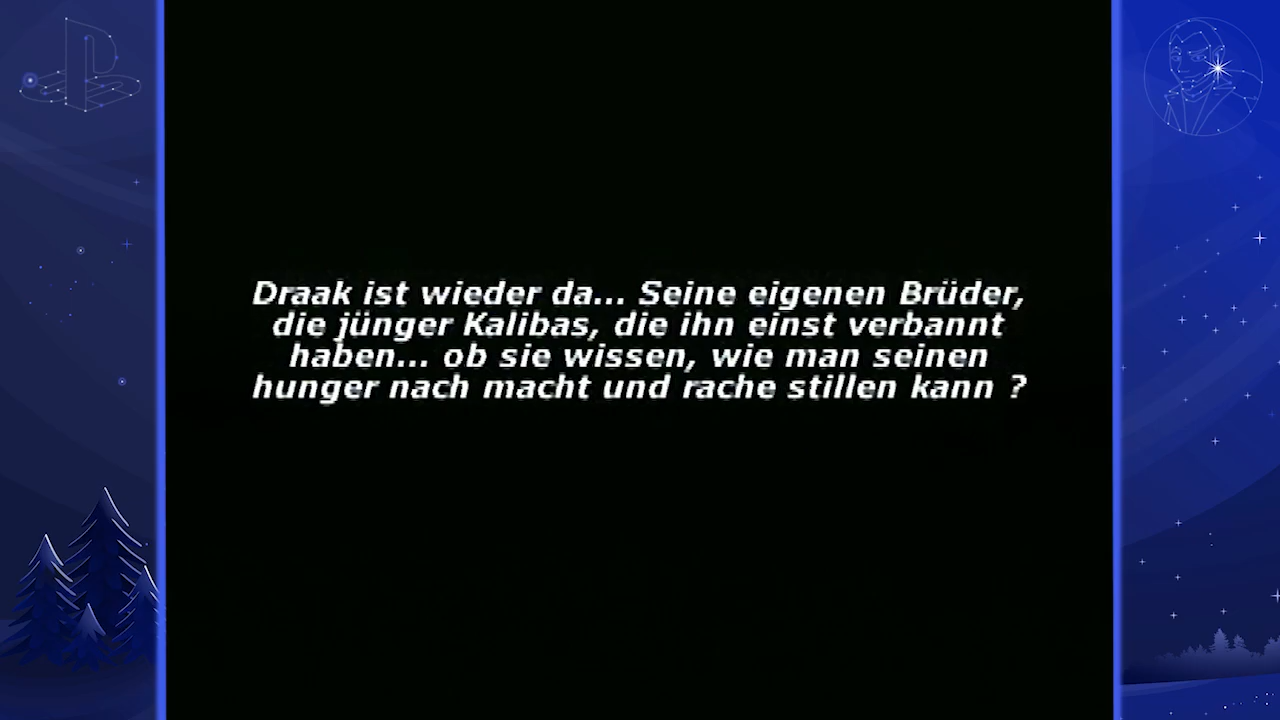 Draak ist wieder da... Seine eigenen Brüder,
die jünger Kalibas, die ihn einst verbannt
haben... ob sie wissen, wie man seinen
hunger nach macht und rache stillen kann ?